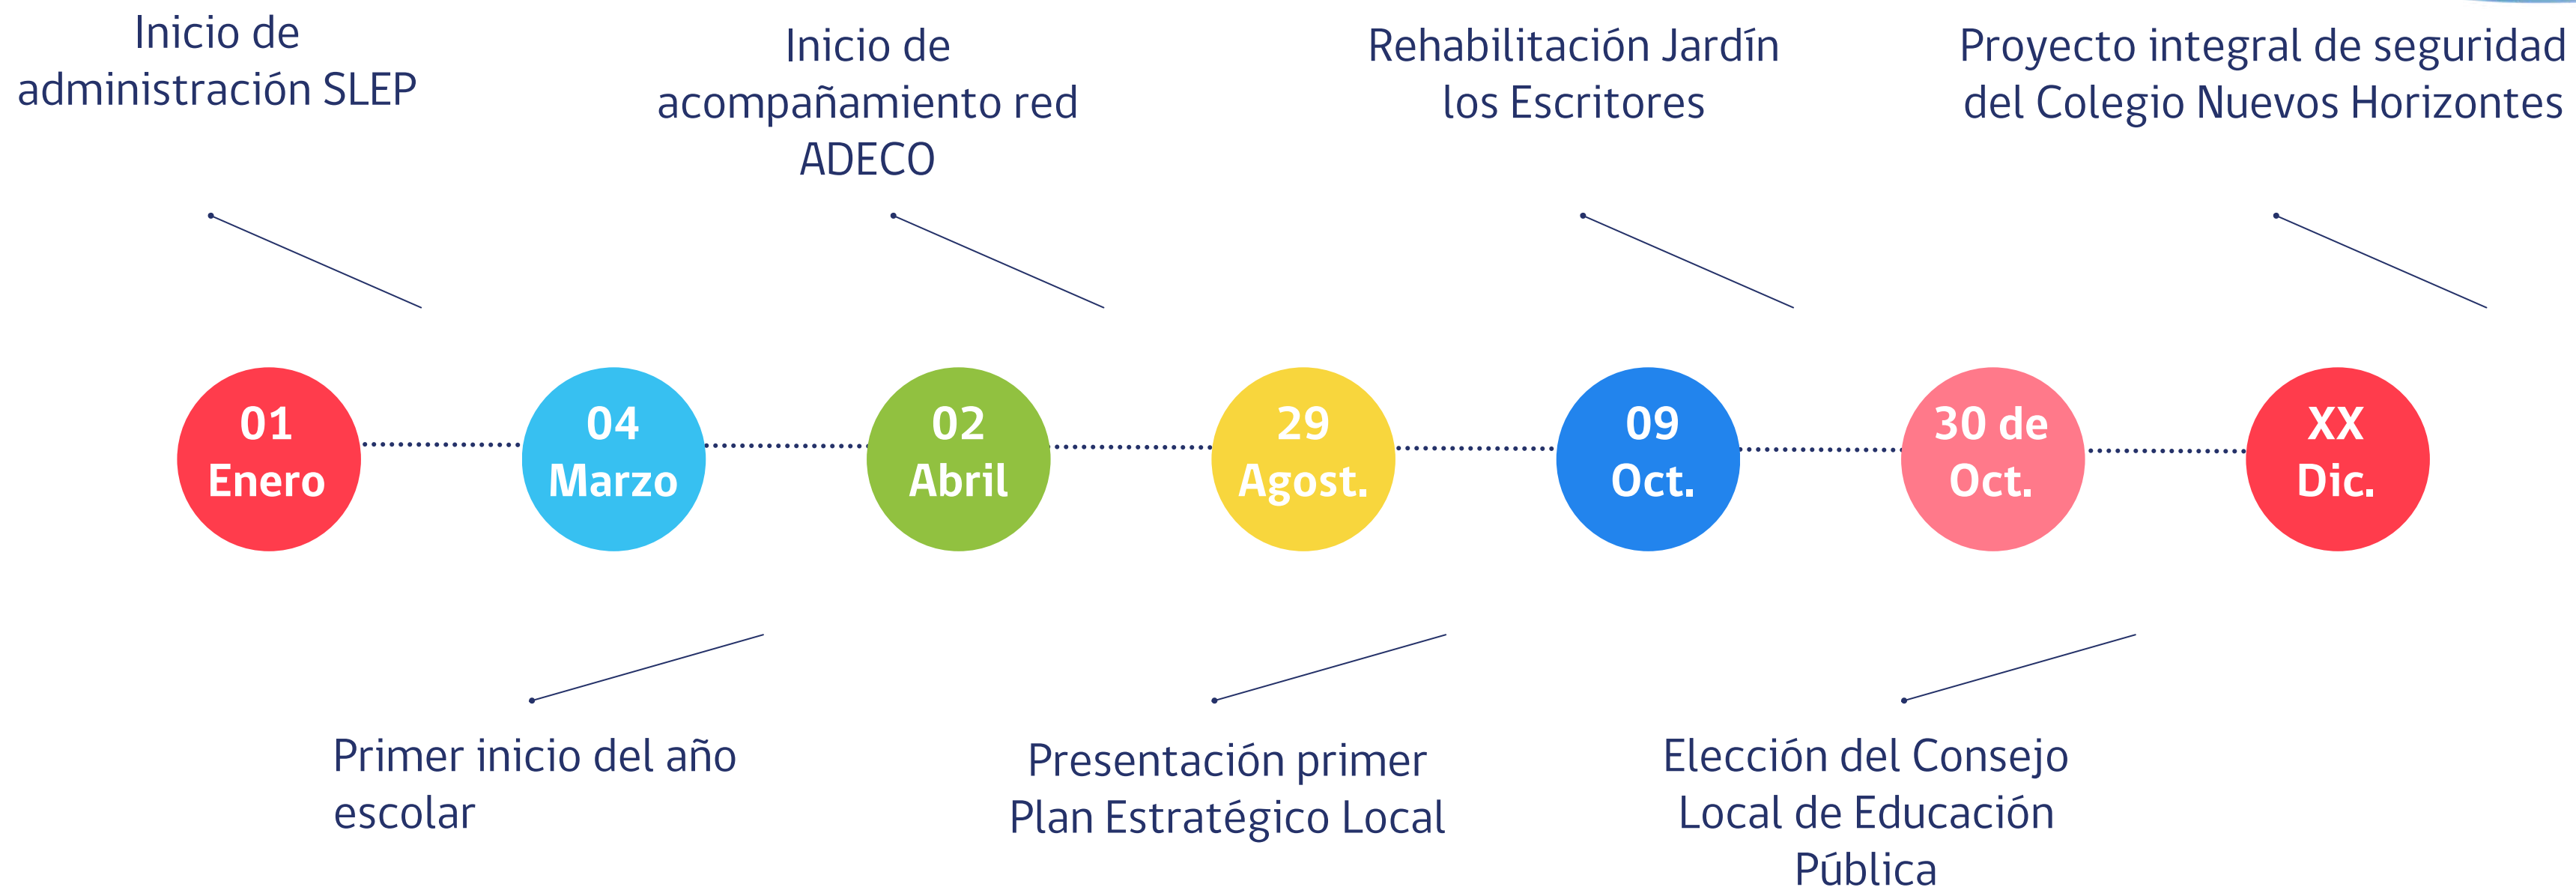 Inicio de
administración SLEP
Inicio de
acompañamiento red
ADECO
Rehabilitación Jardín
los Escritores
Proyecto integral de seguridad
del Colegio Nuevos Horizontes
01
Enero
04
Marzo
02
Abril
29
Agost.
09
Oct.
30 de
Oct.
XX
Dic.
Primer inicio del año
escolar
Presentación primer
Plan Estratégico Local
Elección del Consejo
Local de Educación
Pública